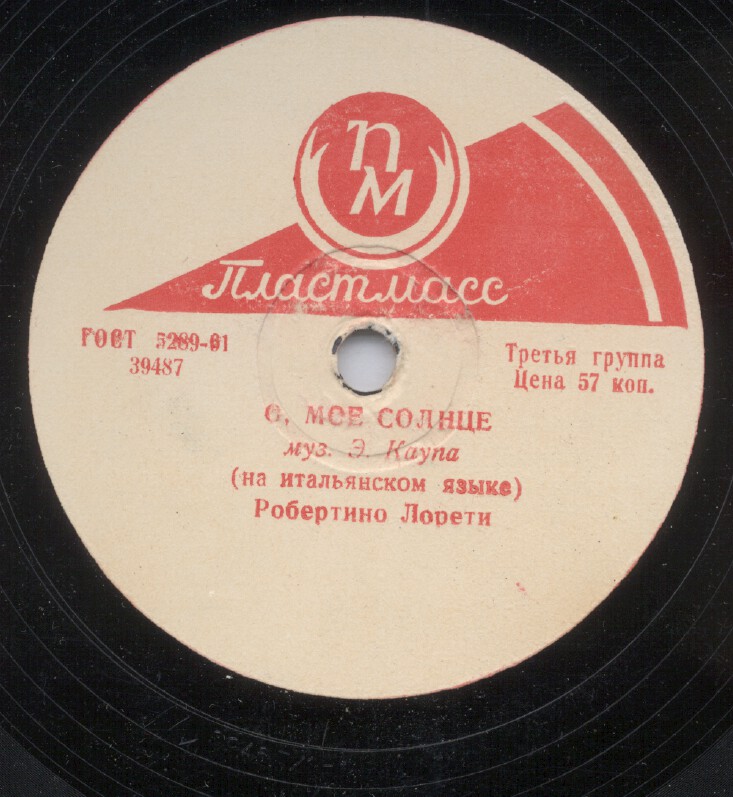 ПМ
Пластмасс
ГОСТ 5289-61
39487
Третья группа
Цена 57 коп.
О, МОЕ СОЛНЦЕ
муз. Э. Каупа
(на итальянском языке)
Робертино Лорети